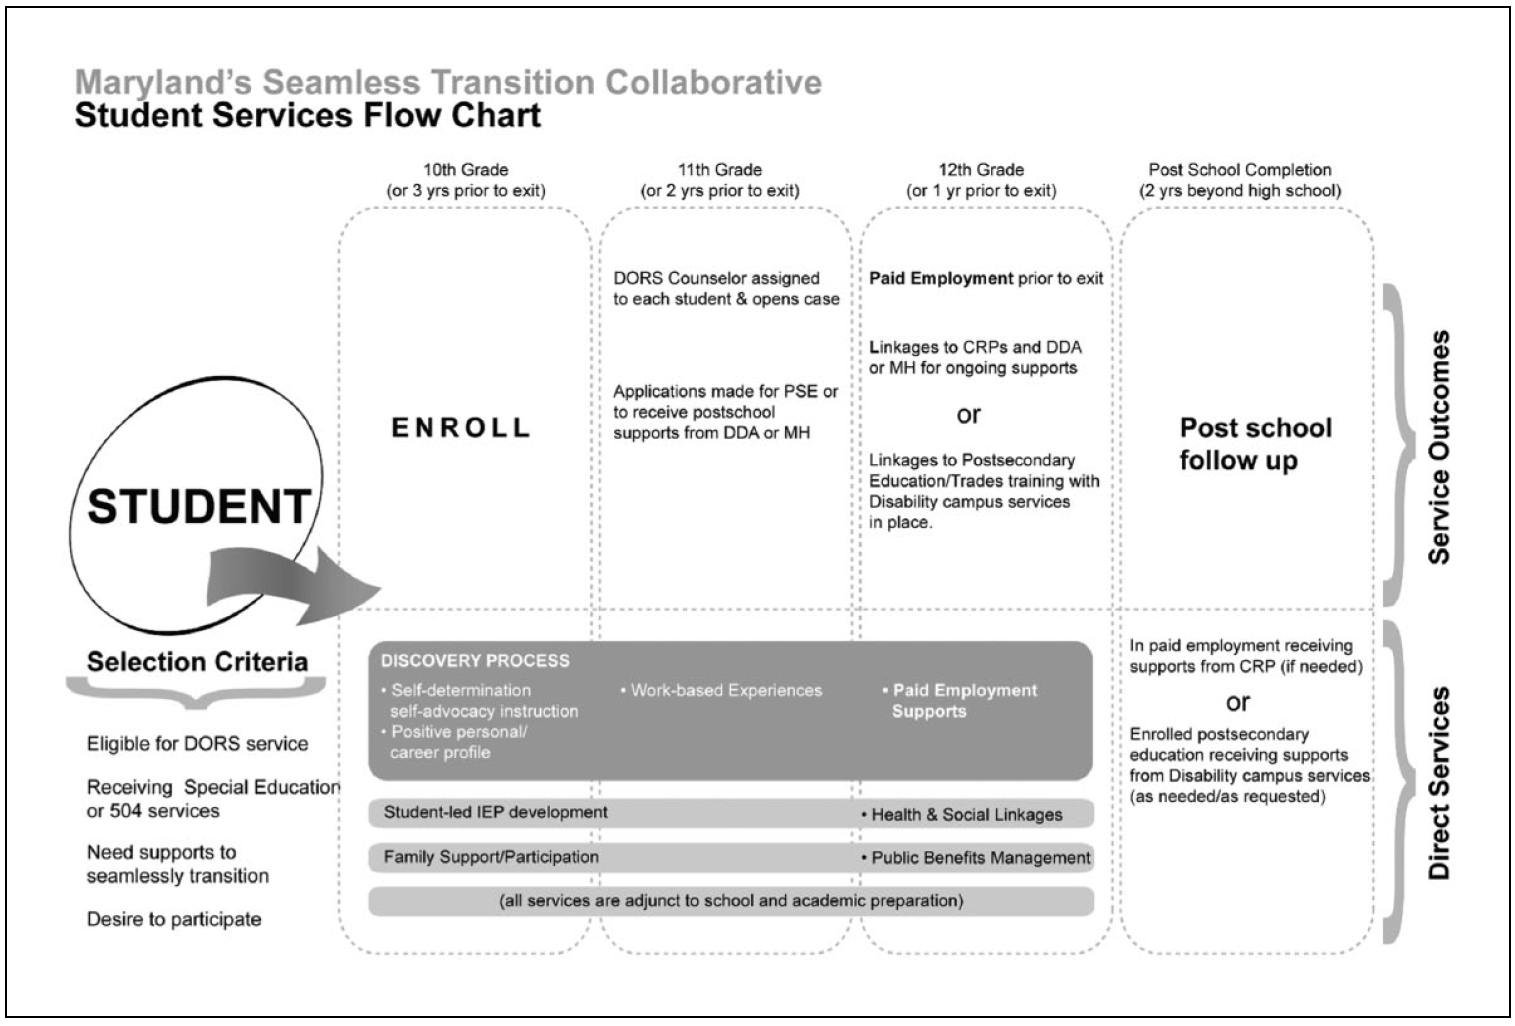 Maryland's Seamless Transition Collaborative
Student Services Flow Chart
10th Grade
(or 3 yrs prior to exit)
11th Grade
(or 2 yrs prior to exit)
12th Grade
(or 1 yr prior to exit)
Post School Completion
(2 yrs beyond high school)
STUDENT
Selection Criteria
Eligible for DORS service
Receiving Special Education
or 504 services
Need supports to
seamlessly transition
Desire to participate
ENROLL
DORS Counselor assigned
to each student & opens case
Applications made for PSE or
to receive postschool
supports from DDA or MH
Paid Employment prior to exit
Linkages to CRPs and DDA
or MH for ongoing supports
or
Linkages to Postsecondary
Education/Trades training with
Disability campus services
in place.
Post school
follow up
Service Outcomes
DISCOVERY PROCESS
• Self-determination
self-advocacy instruction
• Positive personal/
career profile
• Work-based Experiences
• Paid Employment
Supports
Student-led IEP development
• Health & Social Linkages
Family Support/Participation
• Public Benefits Management
(all services are adjunct to school and academic preparation)
In paid employment receiving
supports from CRP (if needed)
or
Enrolled postsecondary
education receiving supports
from Disability campus services
(as needed/as requested)
Direct Services